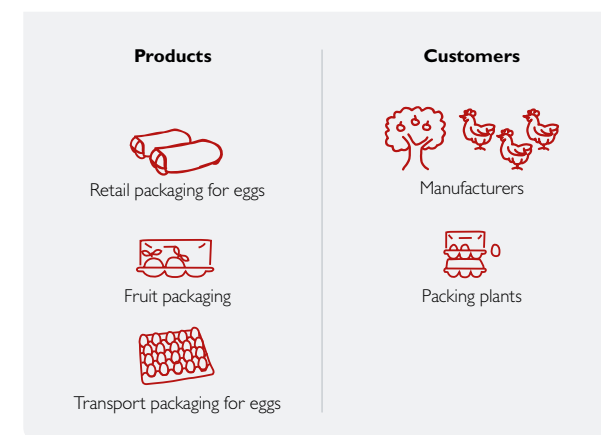 Products
Retail packaging for eggs
Fruit packaging
Transport packaging for eggs
Customers
Manufacturers
Packing plants